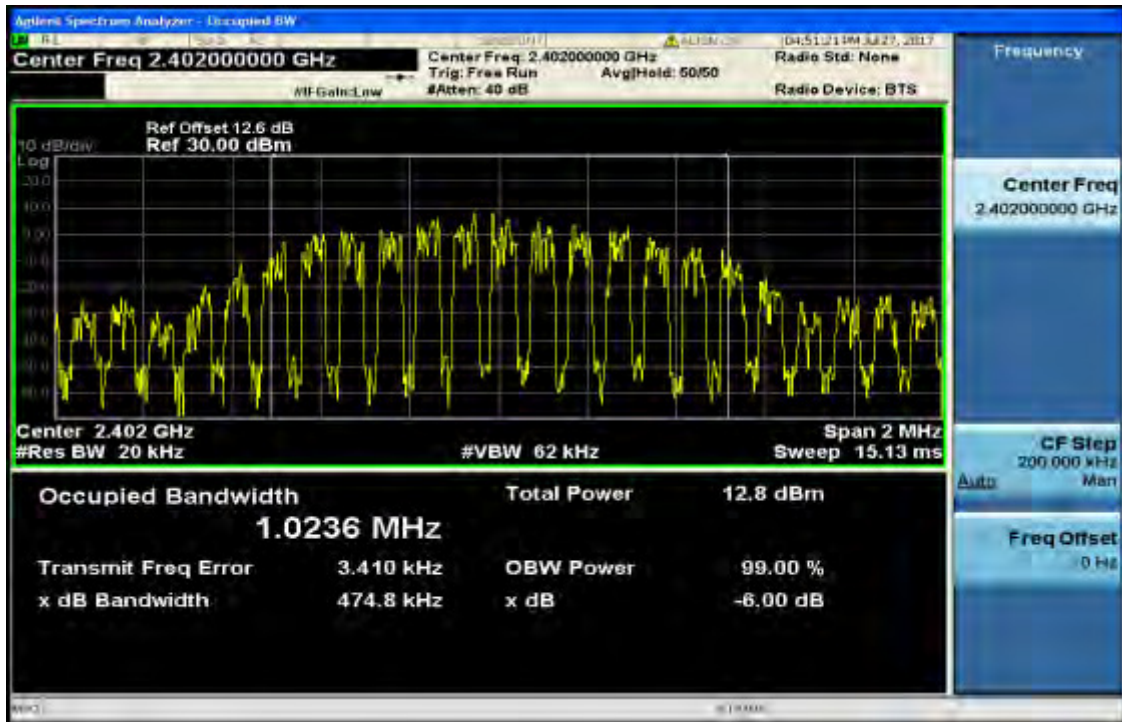 Agilent Spectrum Analyzer - Occupied BW
04:51:21 PM Jul 27, 2017
Center Freq 2.402000000 GHz
Center Freq: 2.402000000 GHz
Radio Std: None
Trig: Free Run
Avg|Hold: 50/50
#IFGain:Low
#Atten: 40 dB
Radio Device: BTS
Ref Offset 12.6 dB
10 dB/div
Ref 30.00 dBm
Log
20.0
10.0
0.00
Center 2.402 GHz
Span 2 MHz
#Res BW 20 kHz
#VBW 62 kHz
Sweep 15.13 ms
Occupied Bandwidth
Total Power
12.8 dBm
1.0236 MHz
Transmit Freq Error
3.410 kHz
OBW Power
99.00 %
x dB Bandwidth
474.8 kHz
x dB
-6.00 dB
Frequency
Center Freq
2.402000000 GHz
CF Step
200.000 kHz
Auto
Man
Freq Offset
0 Hz